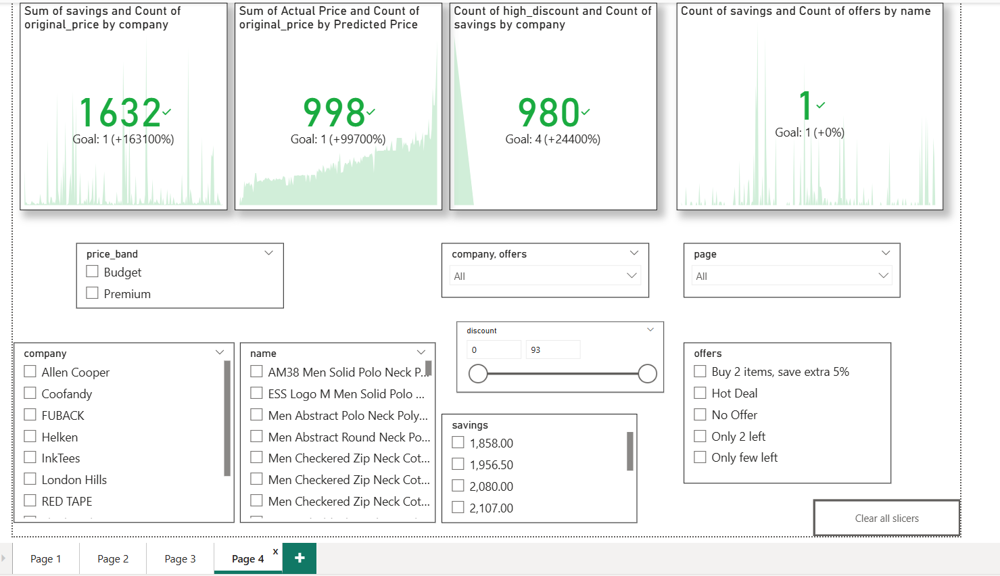 Sum of savings and Count of
original_price by company
1632
Goal: 1 (+163100%)
Sum of Actual Price and Count of
original_price by Predicted Price
998
Goal: 1 (+99700%)
Count of high_discount and Count of
savings by company
980
Goal: 4 (+24400%)
Count of savings and Count of offers by name
1
Goal: 1 (+0%)
price_band
Budget
Premium
company, offers
All
page
All
discount
0
93
company
Allen Cooper
Coofandy
FUBACK
Helken
InkTees
London Hills
RED TAPE
name
AM38 Men Solid Polo Neck P...
ESS Logo M Men Solid Polo ...
Men Abstract Polo Neck Poly...
Men Abstract Round Neck Po...
Men Checkered Zip Neck Cot...
Men Checkered Zip Neck Cot...
Men Checkered Zip Neck Cot...
savings
1,858.00
1,956.50
2,080.00
2,107.00
offers
Buy 2 items, save extra 5%
Hot Deal
No Offer
Only 2 left
Only few left
Clear all slicers
Page 1
Page 2
Page 3
Page 4
x
+